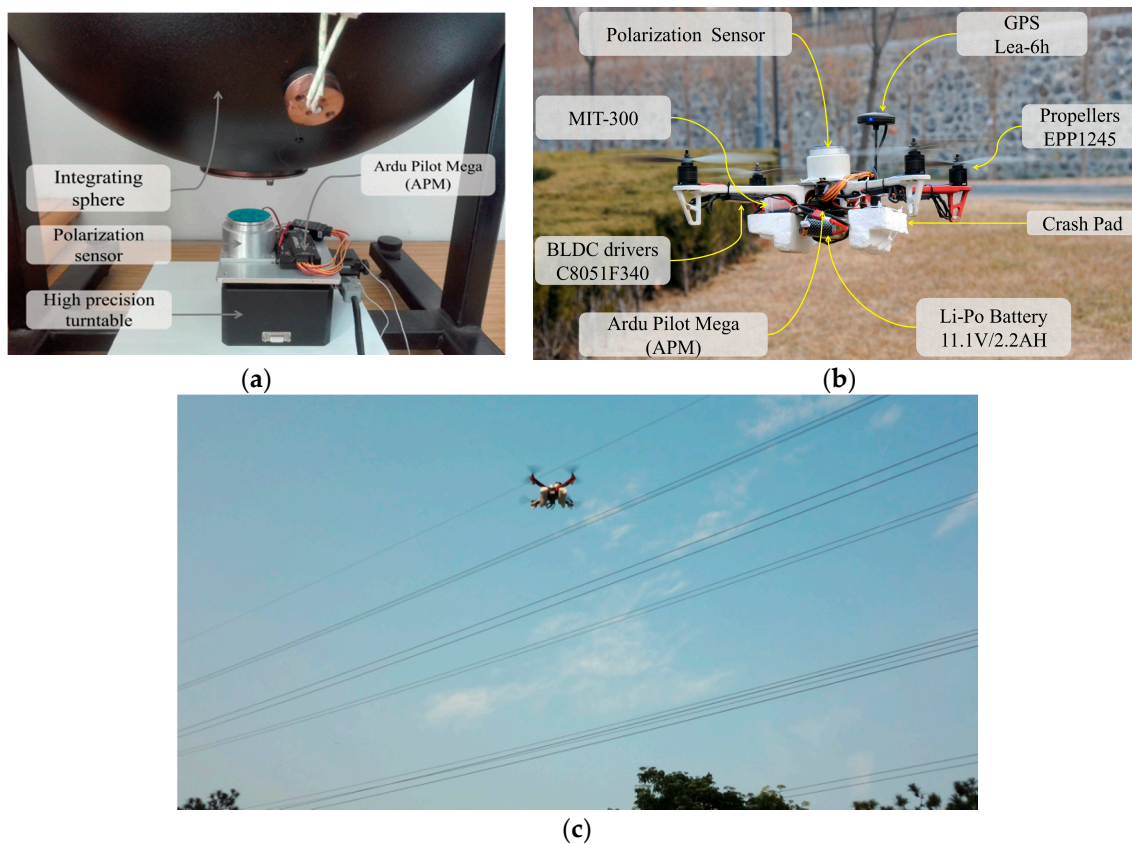 Integrating
sphere
Polarization
sensor
High precision
turntable
Ardu Pilot Mega
(APM)
(a)
Polarization Sensor
GPS
Lea-6h
MIT-300
Propellers
EPP1245
BLDC drivers
C8051F340
Crash Pad
Ardu Pilot Mega
(APM)
Li-Po Battery
11.1V/2.2AH
(b)
(c)